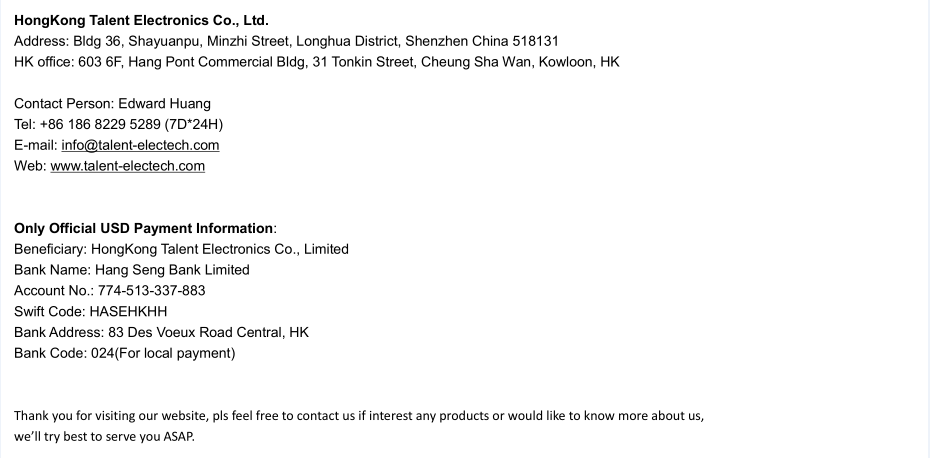 HongKong Talent Electronics Co., Ltd.
Address: Bldg 36, Shayuanpu, Minzhi Street, Longhua District, Shenzhen China 518131
HK office: 603 6F, Hang Pont Commercial Bldg, 31 Tonkin Street, Cheung Sha Wan, Kowloon, HK
Contact Person: Edward Huang
Tel: +86 186 8229 5289 (7D*24H)
E-mail: info@talent-electech.com
Web: www.talent-electech.com
Only Official USD Payment Information:
Beneficiary: HongKong Talent Electronics Co., Limited
Bank Name: Hang Seng Bank Limited
Account No.: 774-513-337-883
Swift Code: HASEHKHH
Bank Address: 83 Des Voeux Road Central, HK
Bank Code: 024(For local payment)
Thank you for visiting our website, pls feel free to contact us if interest any products or would like to know more about us,
we’ll try best to serve you ASAP.